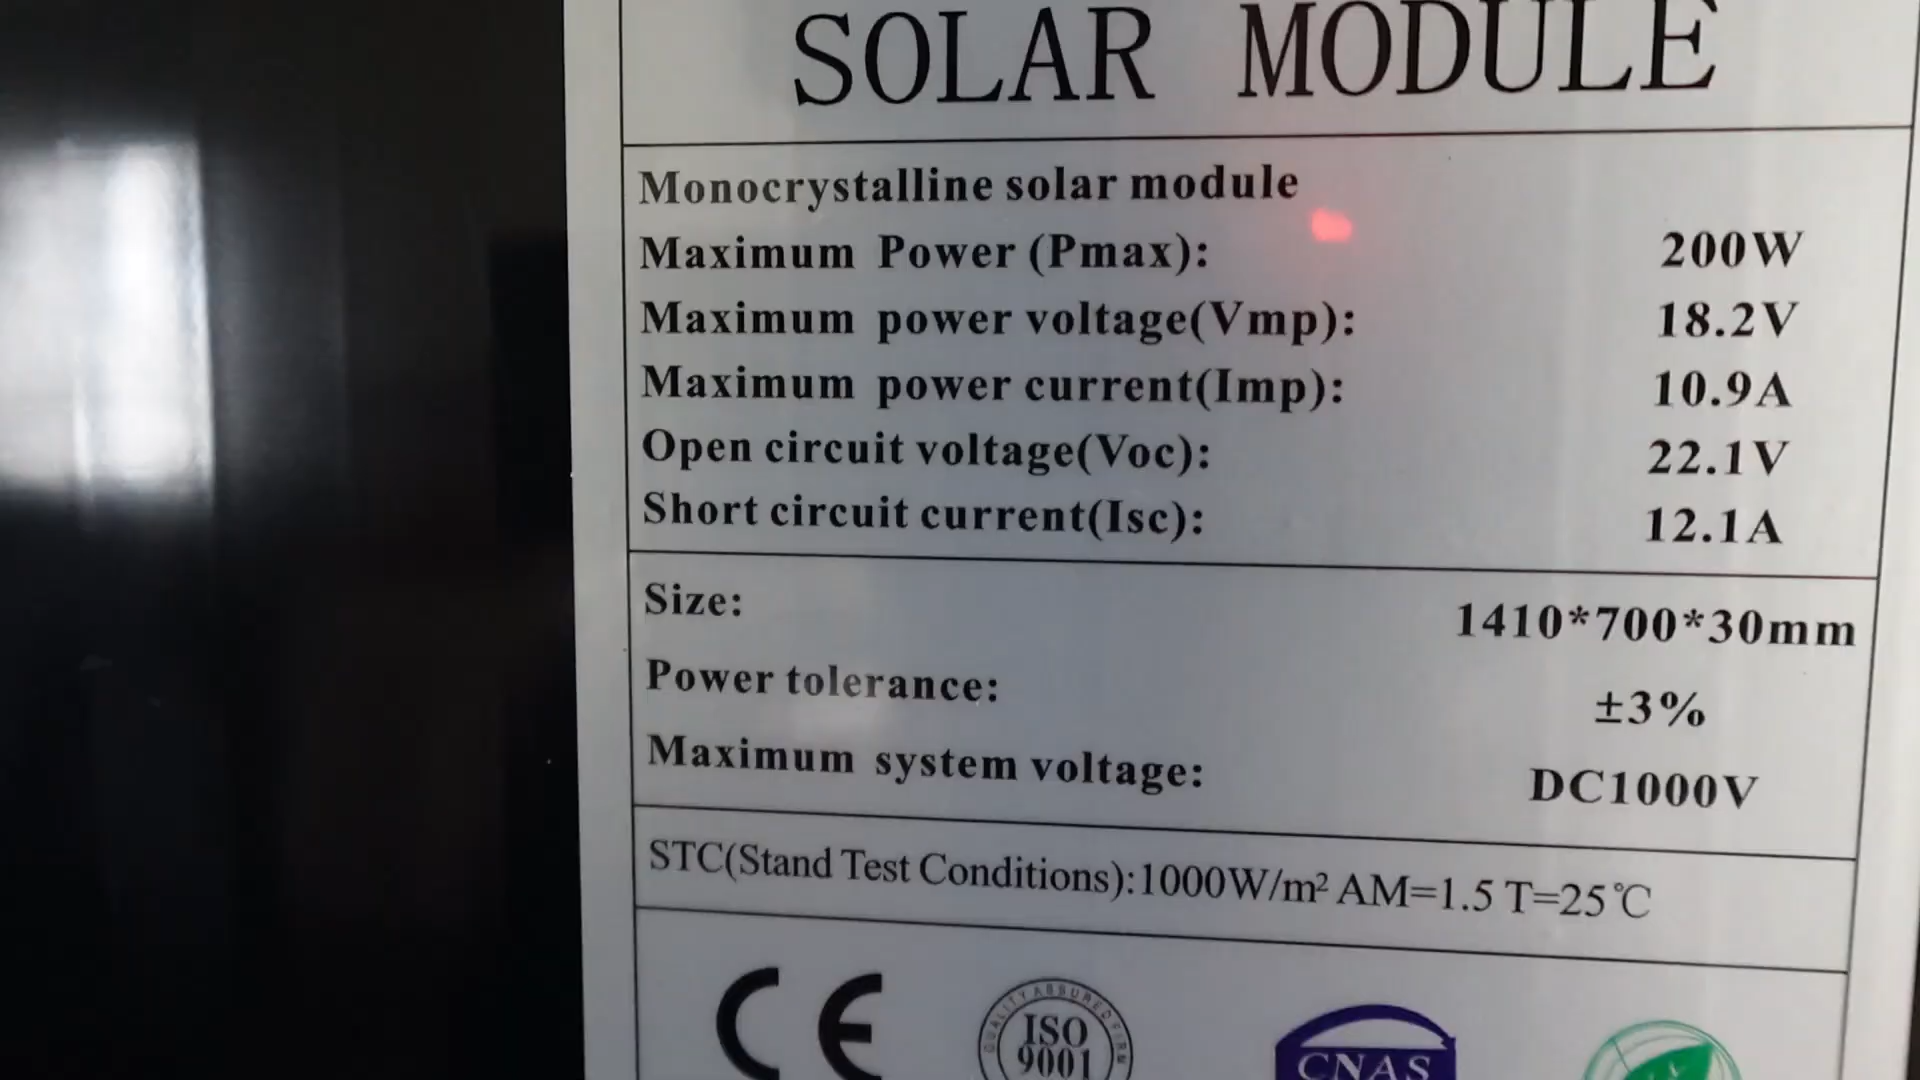 SOLAR MODULE
Monocrystalline solar module
Maximum Power (Pmax): 200W
Maximum power voltage(Vmp): 18.2V
Maximum power current(Imp): 10.9A
Open circuit voltage(Voc): 22.1V
Short circuit current(Isc): 12.1A
Size: 1410*700*30mm
Power tolerance: ±3%
Maximum system voltage: DC1000V
STC(Stand Test Conditions):1000W/m² AM=1.5 T=25℃
CE
QUALITY ASSURED FIRM
ISO
9001
CNAS